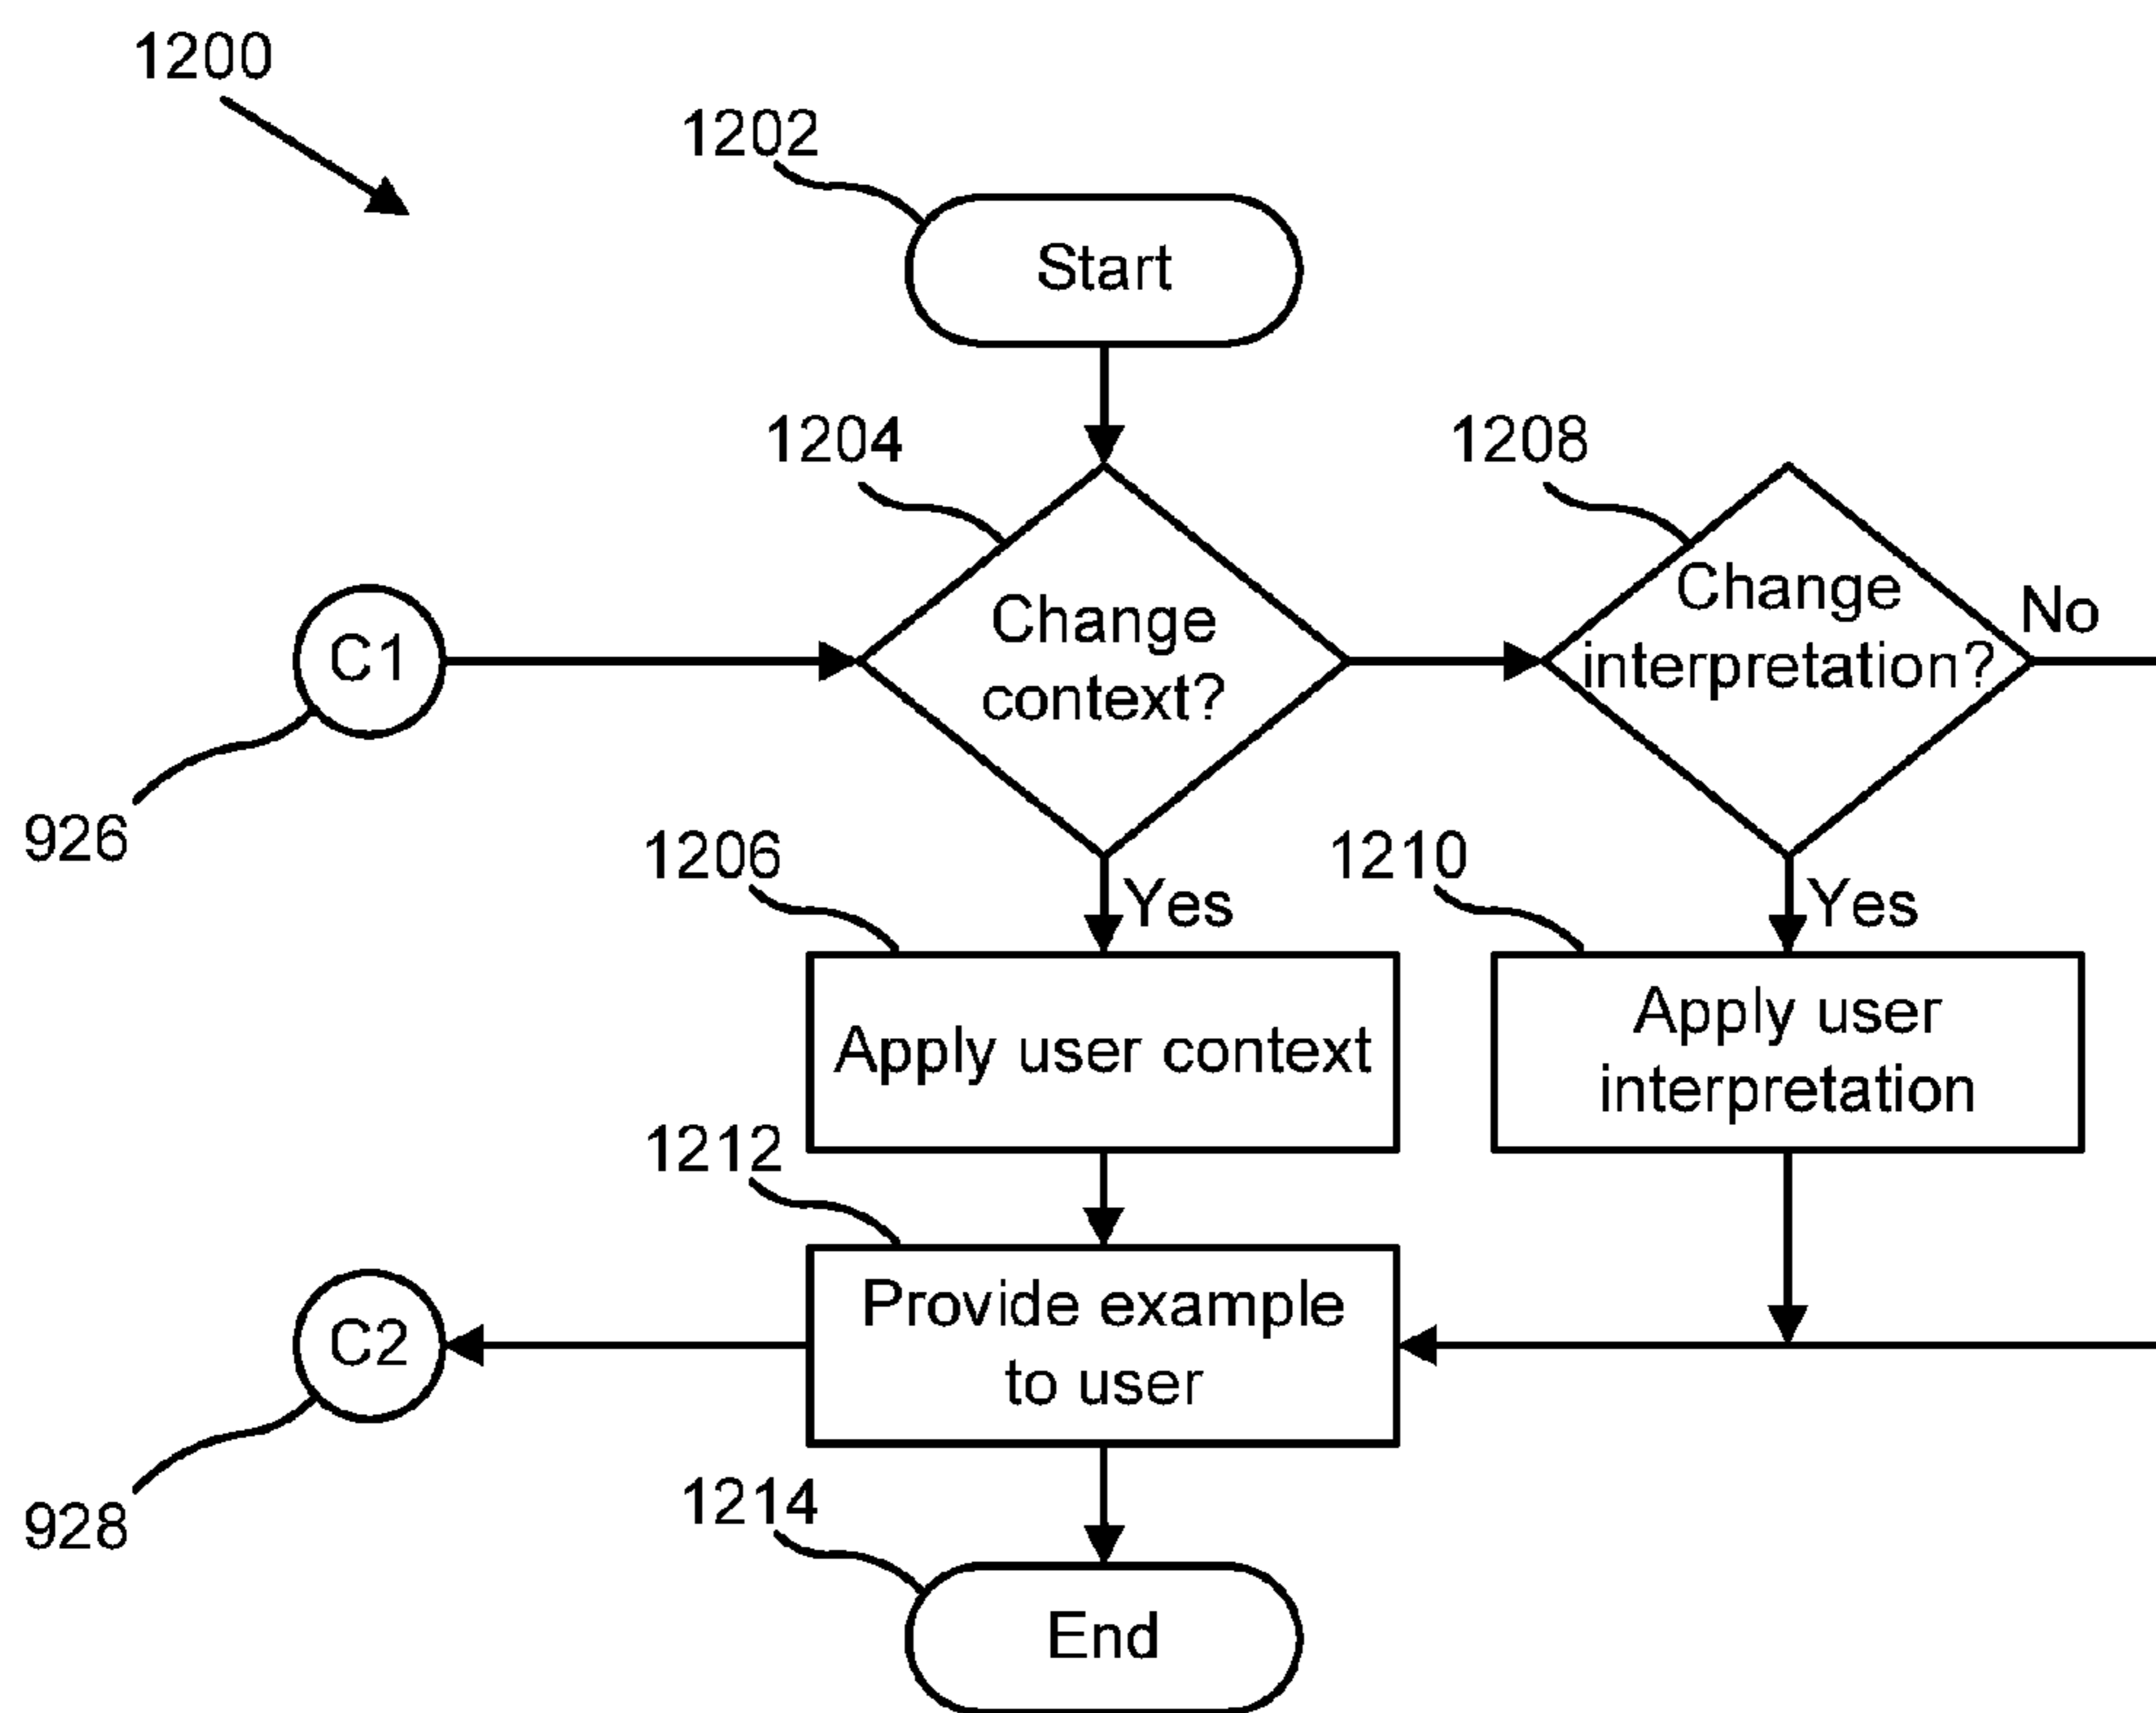 1200
1202
Start
1204
1208
Change
context?
Change
interpretation?
No
C1
926
1206
Yes
1210
Yes
Apply user context
Apply user
interpretation
1212
Provide example
to user
C2
928
1214
End